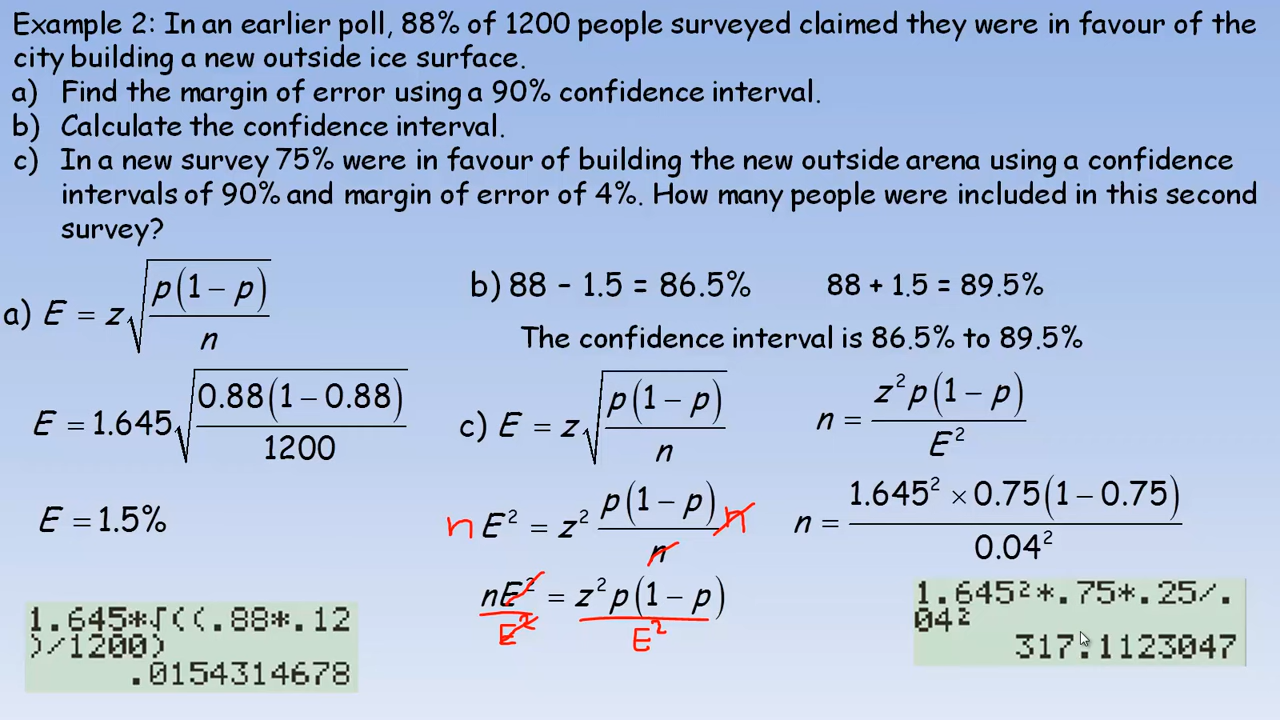 Example 2: In an earlier poll, 88% of 1200 people surveyed claimed they were in favour of the
city building a new outside ice surface.
a) Find the margin of error using a 90% confidence interval.
b) Calculate the confidence interval.
c) In a new survey 75% were in favour of building the new outside arena using a confidence
intervals of 90% and margin of error of 4%. How many people were included in this second
survey?
a) E = z√(p(1 − p)/n)
E = 1.645√(0.88(1 − 0.88)/1200)
E = 1.5%
1.645*√((.88*.12
)/1200)
.0154314678
b) 88 – 1.5 = 86.5% 88 + 1.5 = 89.5%
The confidence interval is 86.5% to 89.5%
c) E = z√(p(1 − p)/n)
n E² = z² p(1 − p)/n n
nE²/E² = z²p(1 − p)/E²
n = z²p(1 − p)/E²
n = 1.645² × 0.75(1 − 0.75)/0.04²
1.645²*.75*.25/.
04²
317.1123047